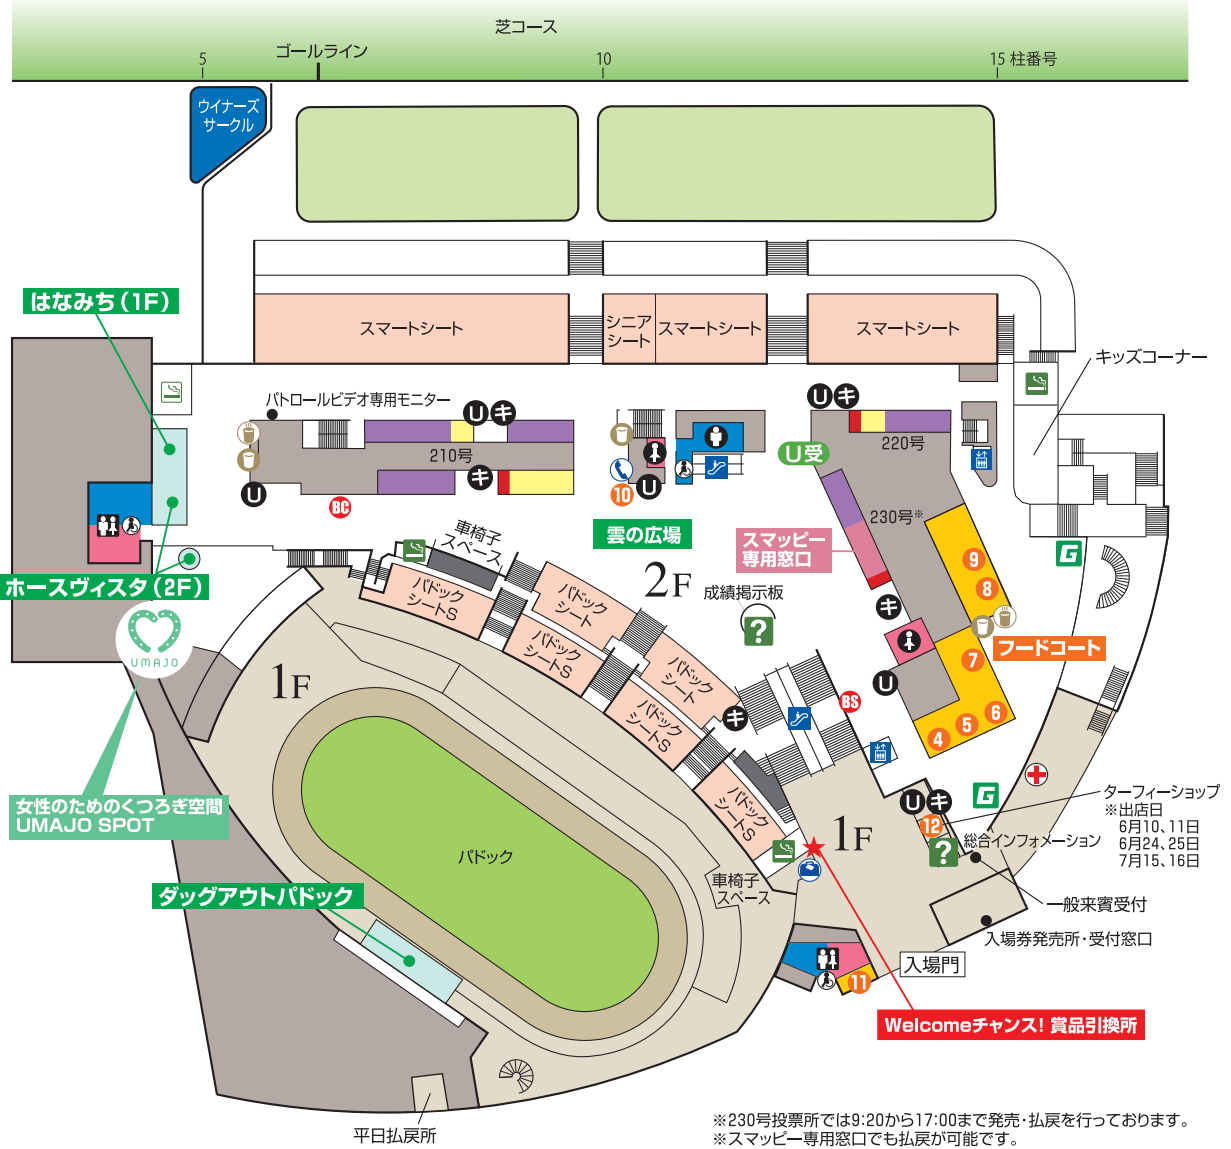 芝コース
ゴールライン
5
10
15 柱番号
ウイナーズ
サークル
はなみち（1F）
スマートシート
シニア
シート
スマートシート
スマートシート
キッズコーナー
パトロールビデオ専用モニター
U
キ
U
キ
210号
220号
U受
キ
U
BC
10
U
雲の広場
スマッピー
専用窓口
230号※
9
8
G
車椅子
スペース
2F
成績掲示板
?
ホースヴィスタ（2F）
パドック
シートS
パドック
シート
パドック
シートS
パドック
シート
パドック
シートS
パドック
シートS
キ
フードコート
7
U
BS
6
5
4
キ
UMAJO
1F
女性のためのくつろぎ空間
UMAJO SPOT
パドック
G
U
キ
12
?
ターフィーショップ
※出店日
6月10、11日
6月24、25日
7月15、16日
総合インフォメーション
1F
車椅子
スペース
ダッグアウトパドック
一般来賓受付
入場券発売所・受付窓口
入場門
11
Welcomeチャンス! 賞品引換所
平日払戻所
※230号投票所では9:20から17:00まで発売・払戻を行っております。
※スマッピー専用窓口でも払戻が可能です。